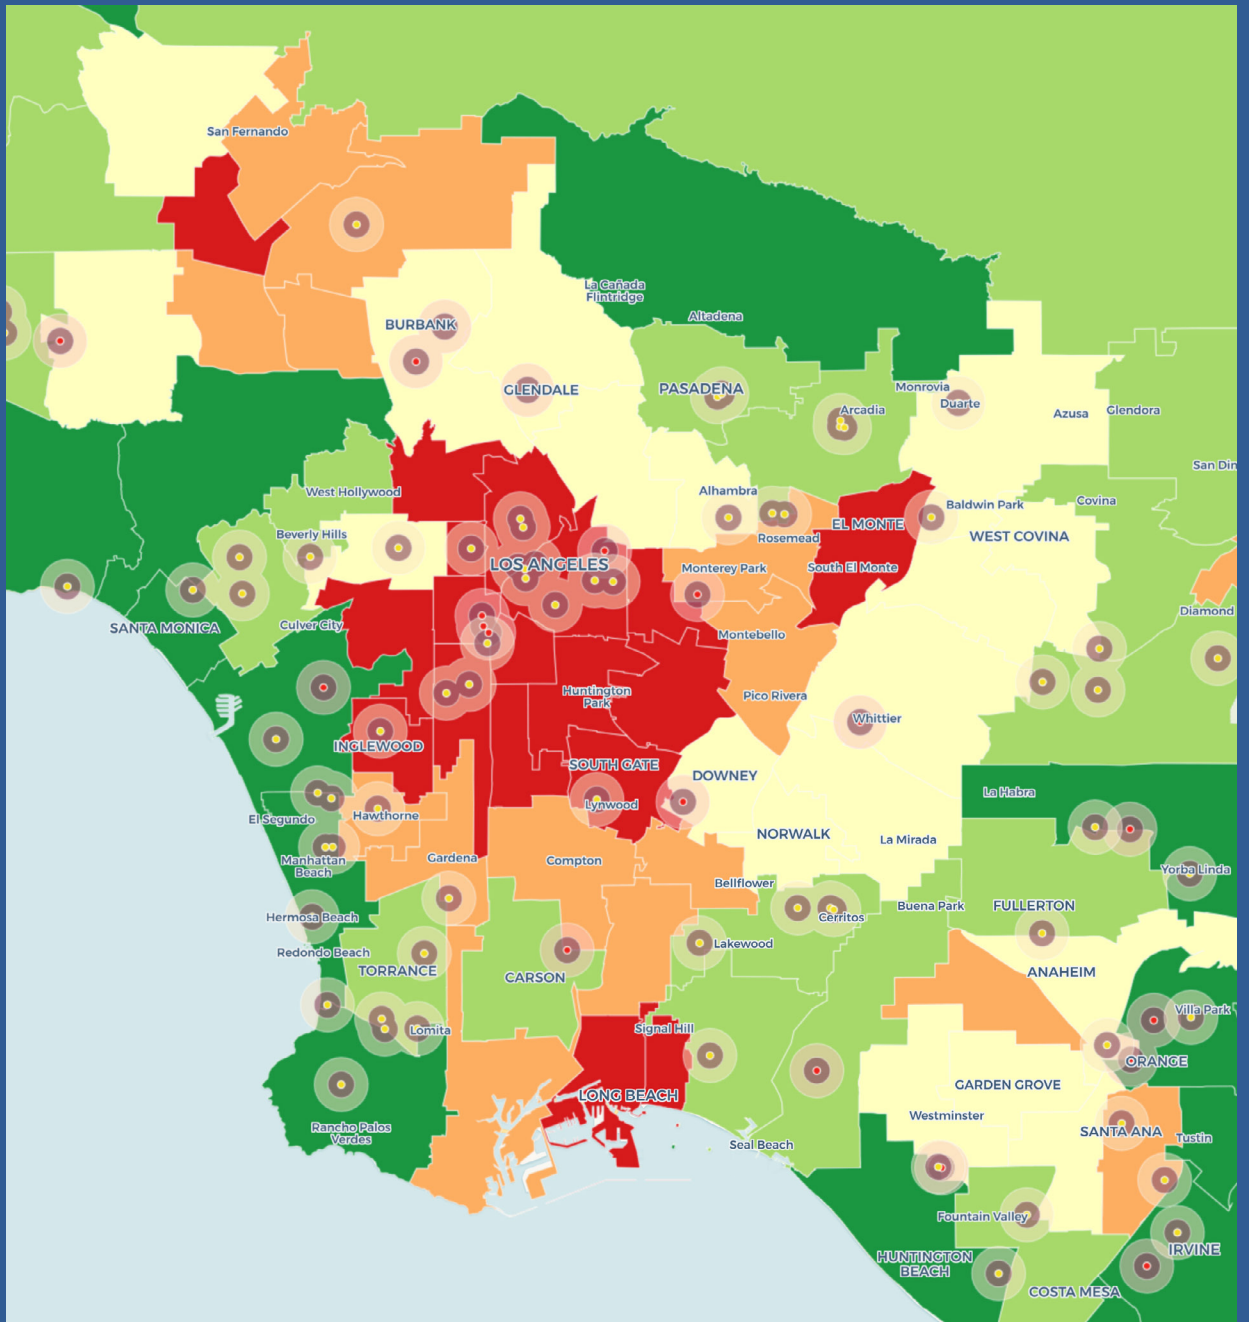 San Fernando
La Cañada
Flintridge
Altadena
BURBANK
GLENDALE
PASADENA
Monrovia
Duarte
Arcadia
Azusa
Glendora
San Din
West Hollywood
Alhambra
Baldwin Park
Covina
Beverly Hills
EL MONTE
Rosemead
WEST COVINA
LOS ANGELES
Monterey Park
South El Monte
SANTA MONICA
Culver City
Diamond
Montebello
Huntington
Park
Pico Rivera
Whittier
INGLEWOOD
SOUTH GATE
DOWNEY
La Habra
Lynwood
El Segundo
Hawthorne
NORWALK
La Mirada
Manhattan
Beach
Gardena
Compton
Yorba Linda
Bellflower
Hermosa Beach
Cerritos
Buena Park
FULLERTON
Redondo Beach
Lakewood
TORRANCE
CARSON
ANAHEIM
Villa Park
Lomita
Signal Hill
ORANGE
GARDEN GROVE
LONG BEACH
Westminster
Rancho Palos
Verdes
SANTA ANA
Tustin
Seal Beach
Fountain Valley
IRVINE
HUNTINGTON
BEACH
COSTA MESA